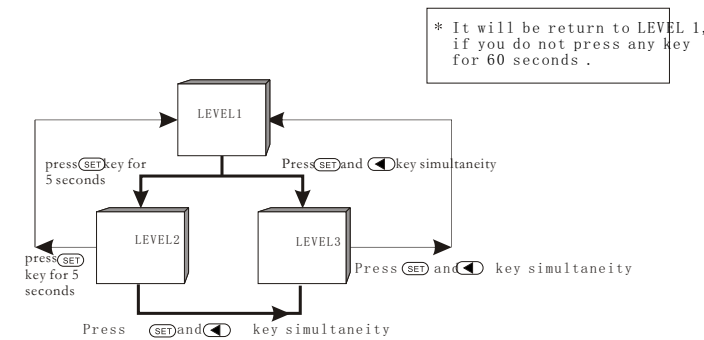 * It will be return to LEVEL 1,
if you do not press any key
for 60 seconds .
LEVEL1
press SET key for
5 seconds
Press SET and ◀ key simultaneity
LEVEL2
LEVEL3
press SET
key for 5
seconds
Press SET and ◀ key simultaneity
Press SET and ◀ key simultaneity